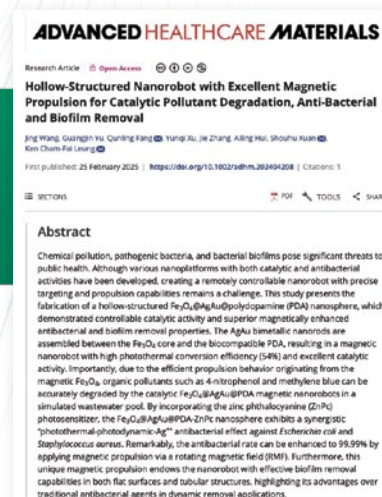 ADVANCED HEALTHCARE MATERIALS
Research Article Open Access
Hollow-Structured Nanorobot with Excellent Magnetic
Propulsion for Catalytic Pollutant Degradation, Anti-Bacterial
and Biofilm Removal
Jing Wang, Guangjin Yu, Qunling Fang, Yunqi Xu, Jie Zhang, Ailing Hui, Shouhu Xuan,
Ken Cham-Fai Leung
First published: 25 February 2025 | https://doi.org/10.1002/adhm.202404208 | Citations: 1
SECTIONS PDF TOOLS SHAR
Abstract
Chemical pollution, pathogenic bacteria, and bacterial biofilms pose significant threats to
public health. Although various nanoplatforms with both catalytic and antibacterial
activities have been developed, creating a remotely controllable nanorobot with precise
targeting and propulsion capabilities remains a challenge. This study presents the
fabrication of a hollow-structured Fe₃O₄@AgAu@polydopamine (PDA) nanosphere, which
demonstrated controllable catalytic activity and superior magnetically enhanced
antibacterial and biofilm removal properties. The AgAu bimetallic nanorods are
assembled between the Fe₃O₄ core and the biocompatible PDA, resulting in a magnetic
nanorobot with high photothermal conversion efficiency (54%) and excellent catalytic
activity. Importantly, due to the efficient propulsion behavior originating from the
magnetic Fe₃O₄, organic pollutants such as 4-nitrophenol and methylene blue can be
accurately degraded by the catalytic Fe₃O₄@AgAu@PDA magnetic nanorobots in a
simulated wastewater pool. By incorporating the zinc phthalocyanine (ZnPc)
photosensitizer, the Fe₃O₄@AgAu@PDA-ZnPc nanosphere exhibits a synergistic
"photothermal-photodynamic-Ag⁺" antibacterial effect against Escherichia coli and
Staphylococcus aureus. Remarkably, the antibacterial rate can be enhanced to 99.99% by
applying magnetic propulsion via a rotating magnetic field (RMF). Furthermore, this
unique magnetic propulsion endows the nanorobot with effective biofilm removal
capabilities in both flat surfaces and tubular structures, highlighting its advantages over
traditional antibacterial agents in dynamic removal applications.